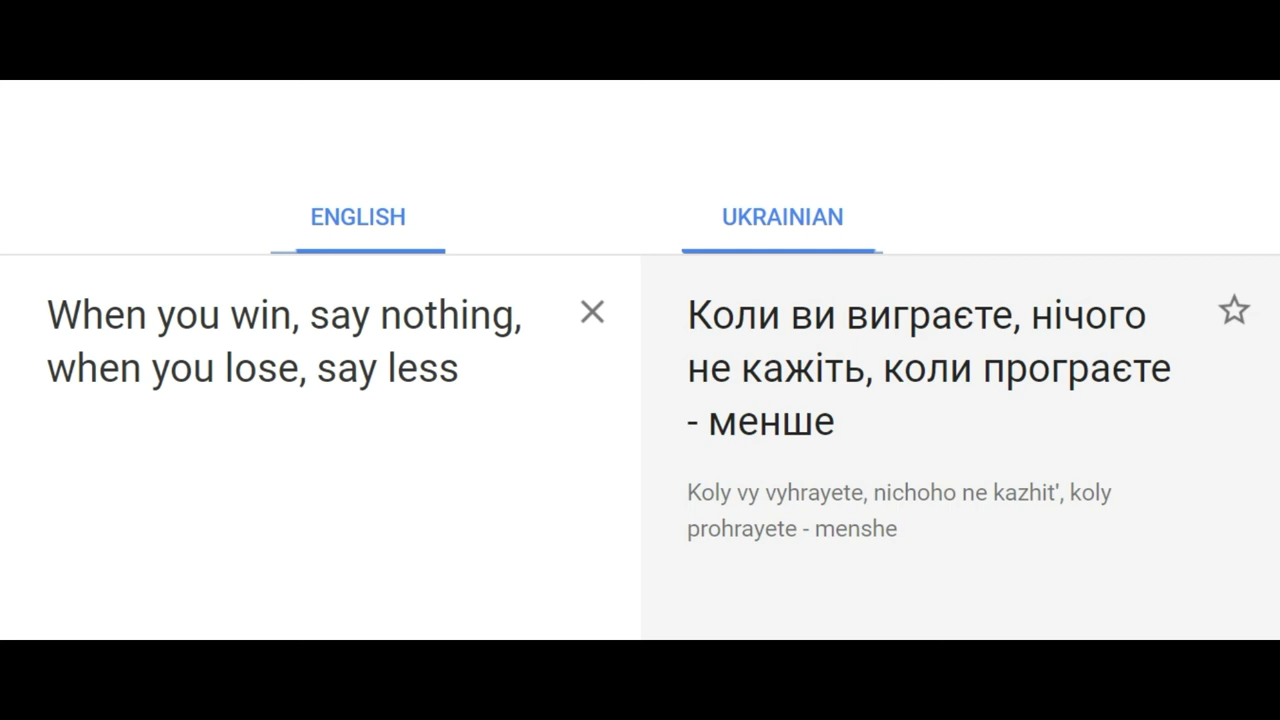 ENGLISH
UKRAINIAN
When you win, say nothing,
when you lose, say less
Коли ви виграєте, нічого
не кажіть, коли програєте
- менше
Koly vy vyhrayete, nichoho ne kazhit', koly
prohrayete - menshe